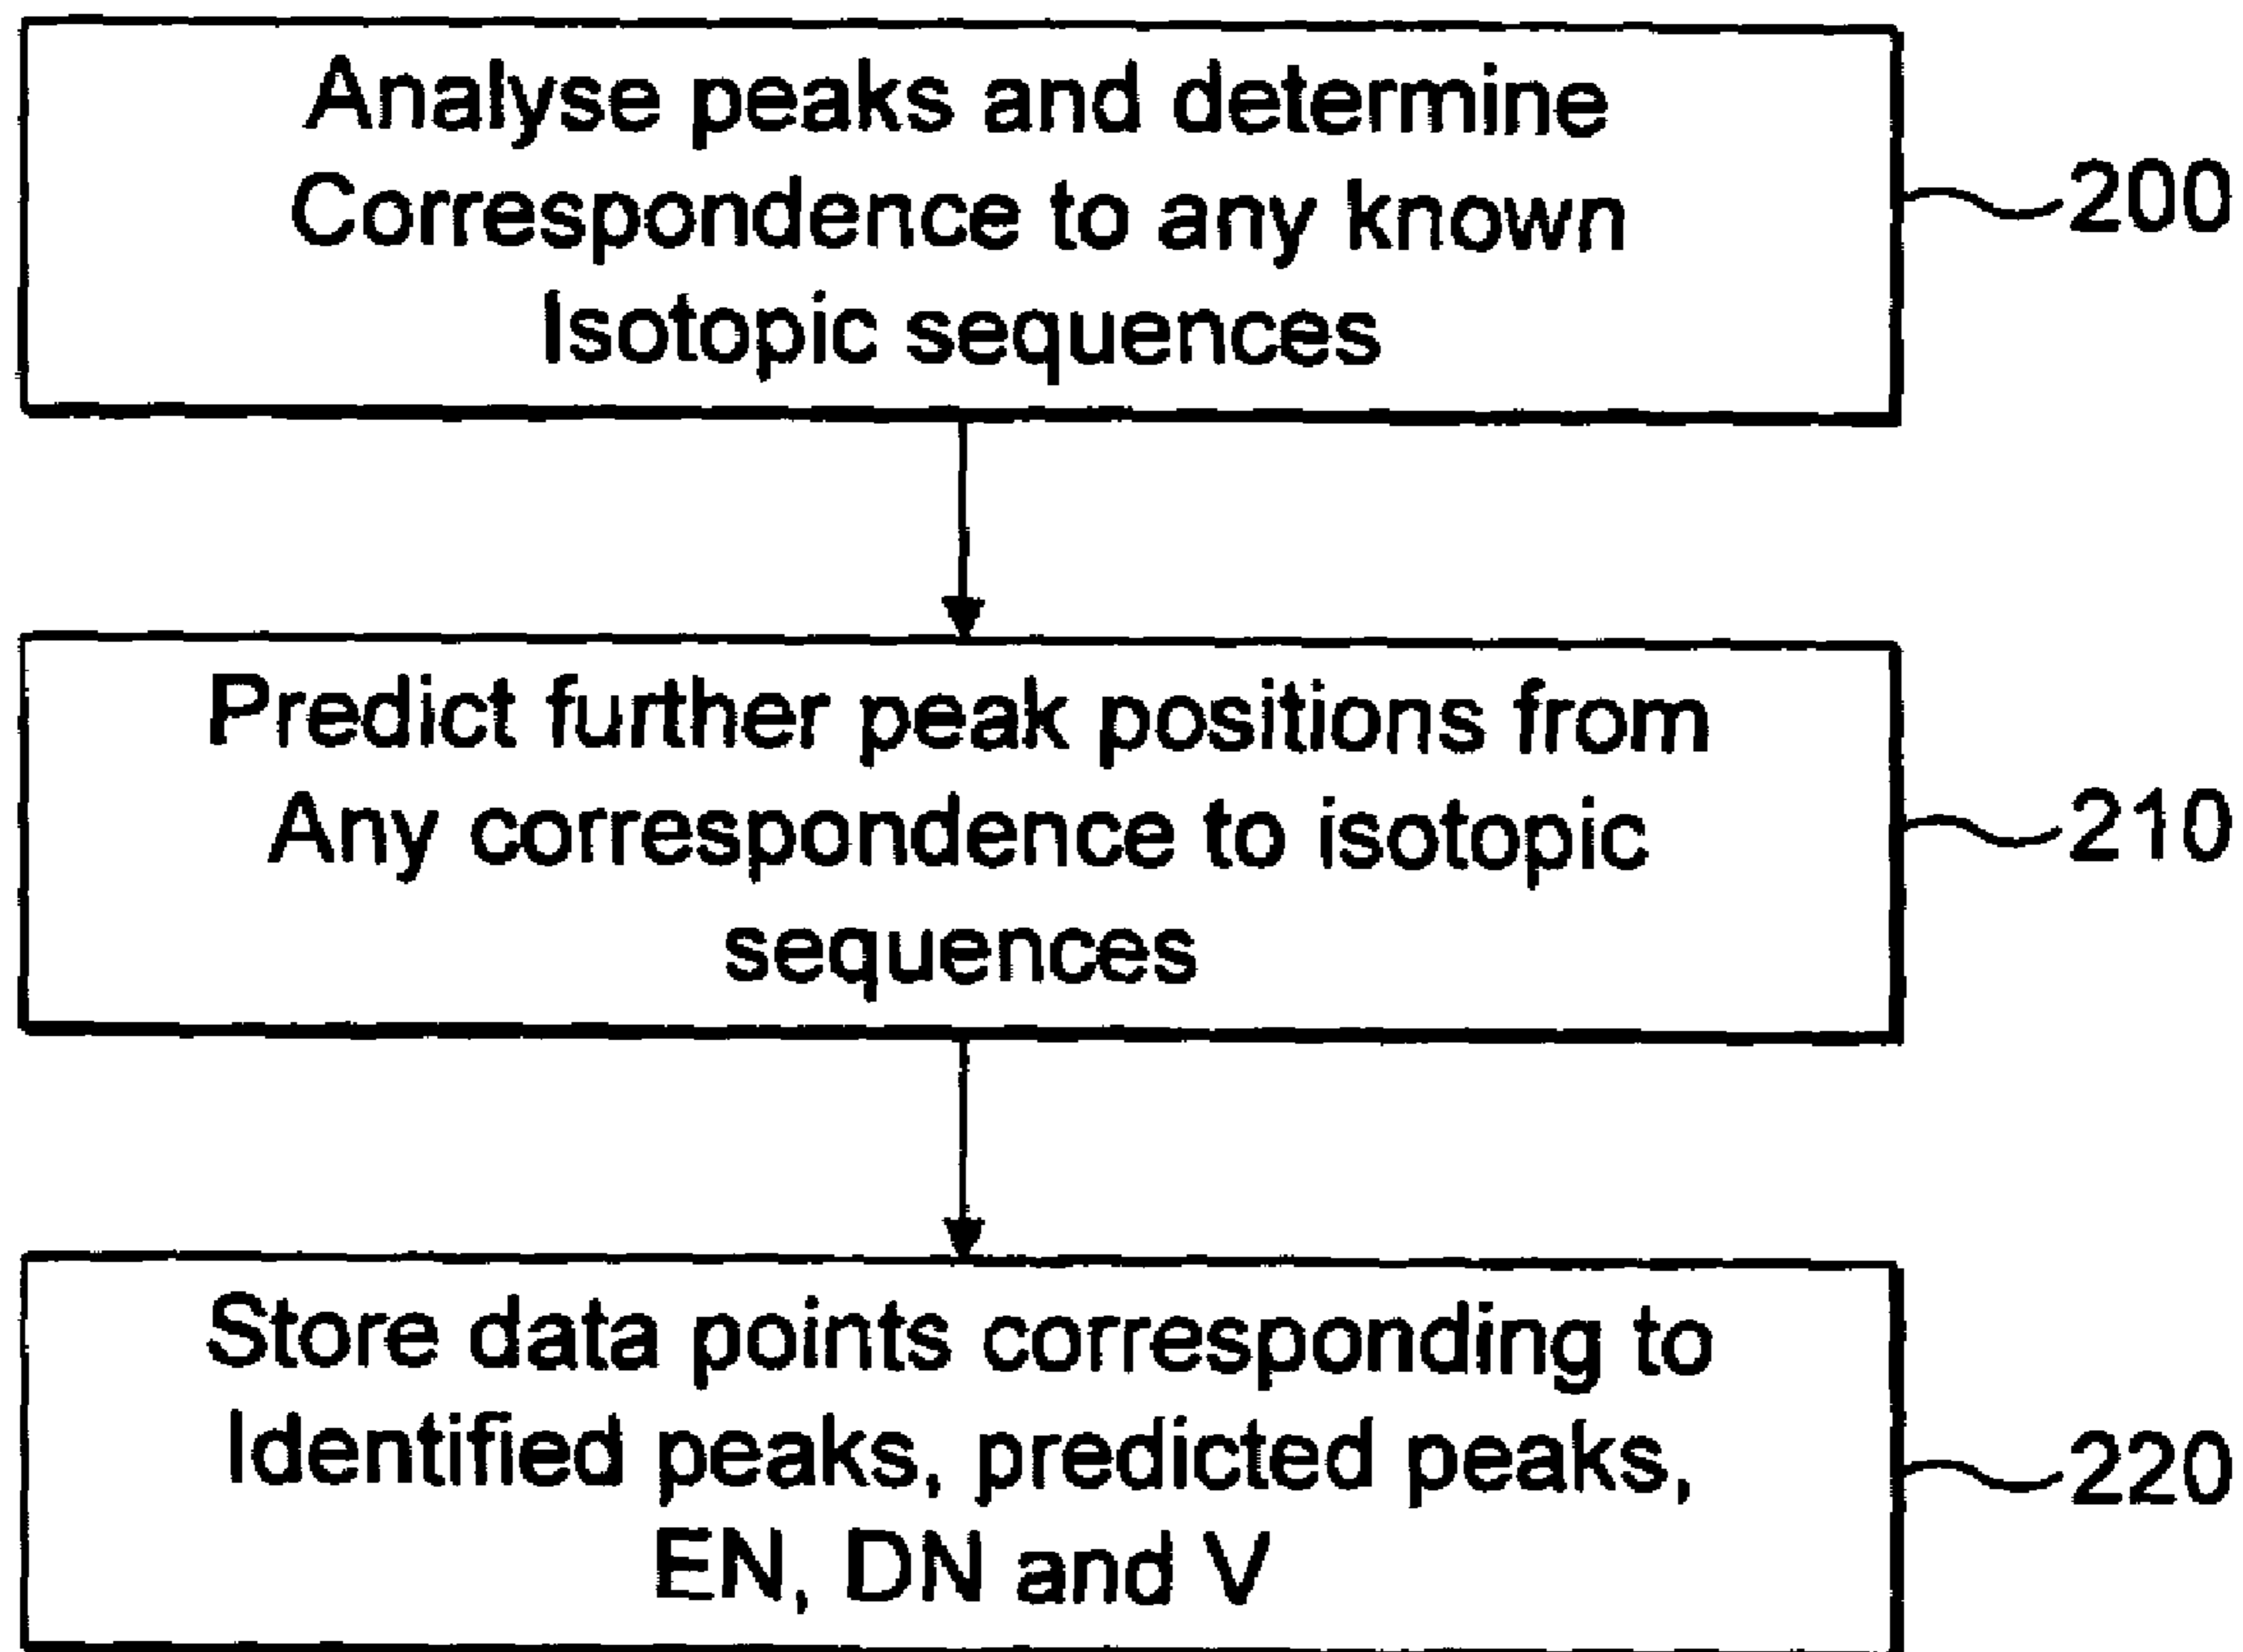 Analyse peaks and determine
Correspondence to any known
Isotopic sequences
200
Predict further peak positions from
Any correspondence to isotopic
sequences
210
Store data points corresponding to
Identified peaks, predicted peaks,
EN, DN and V
220